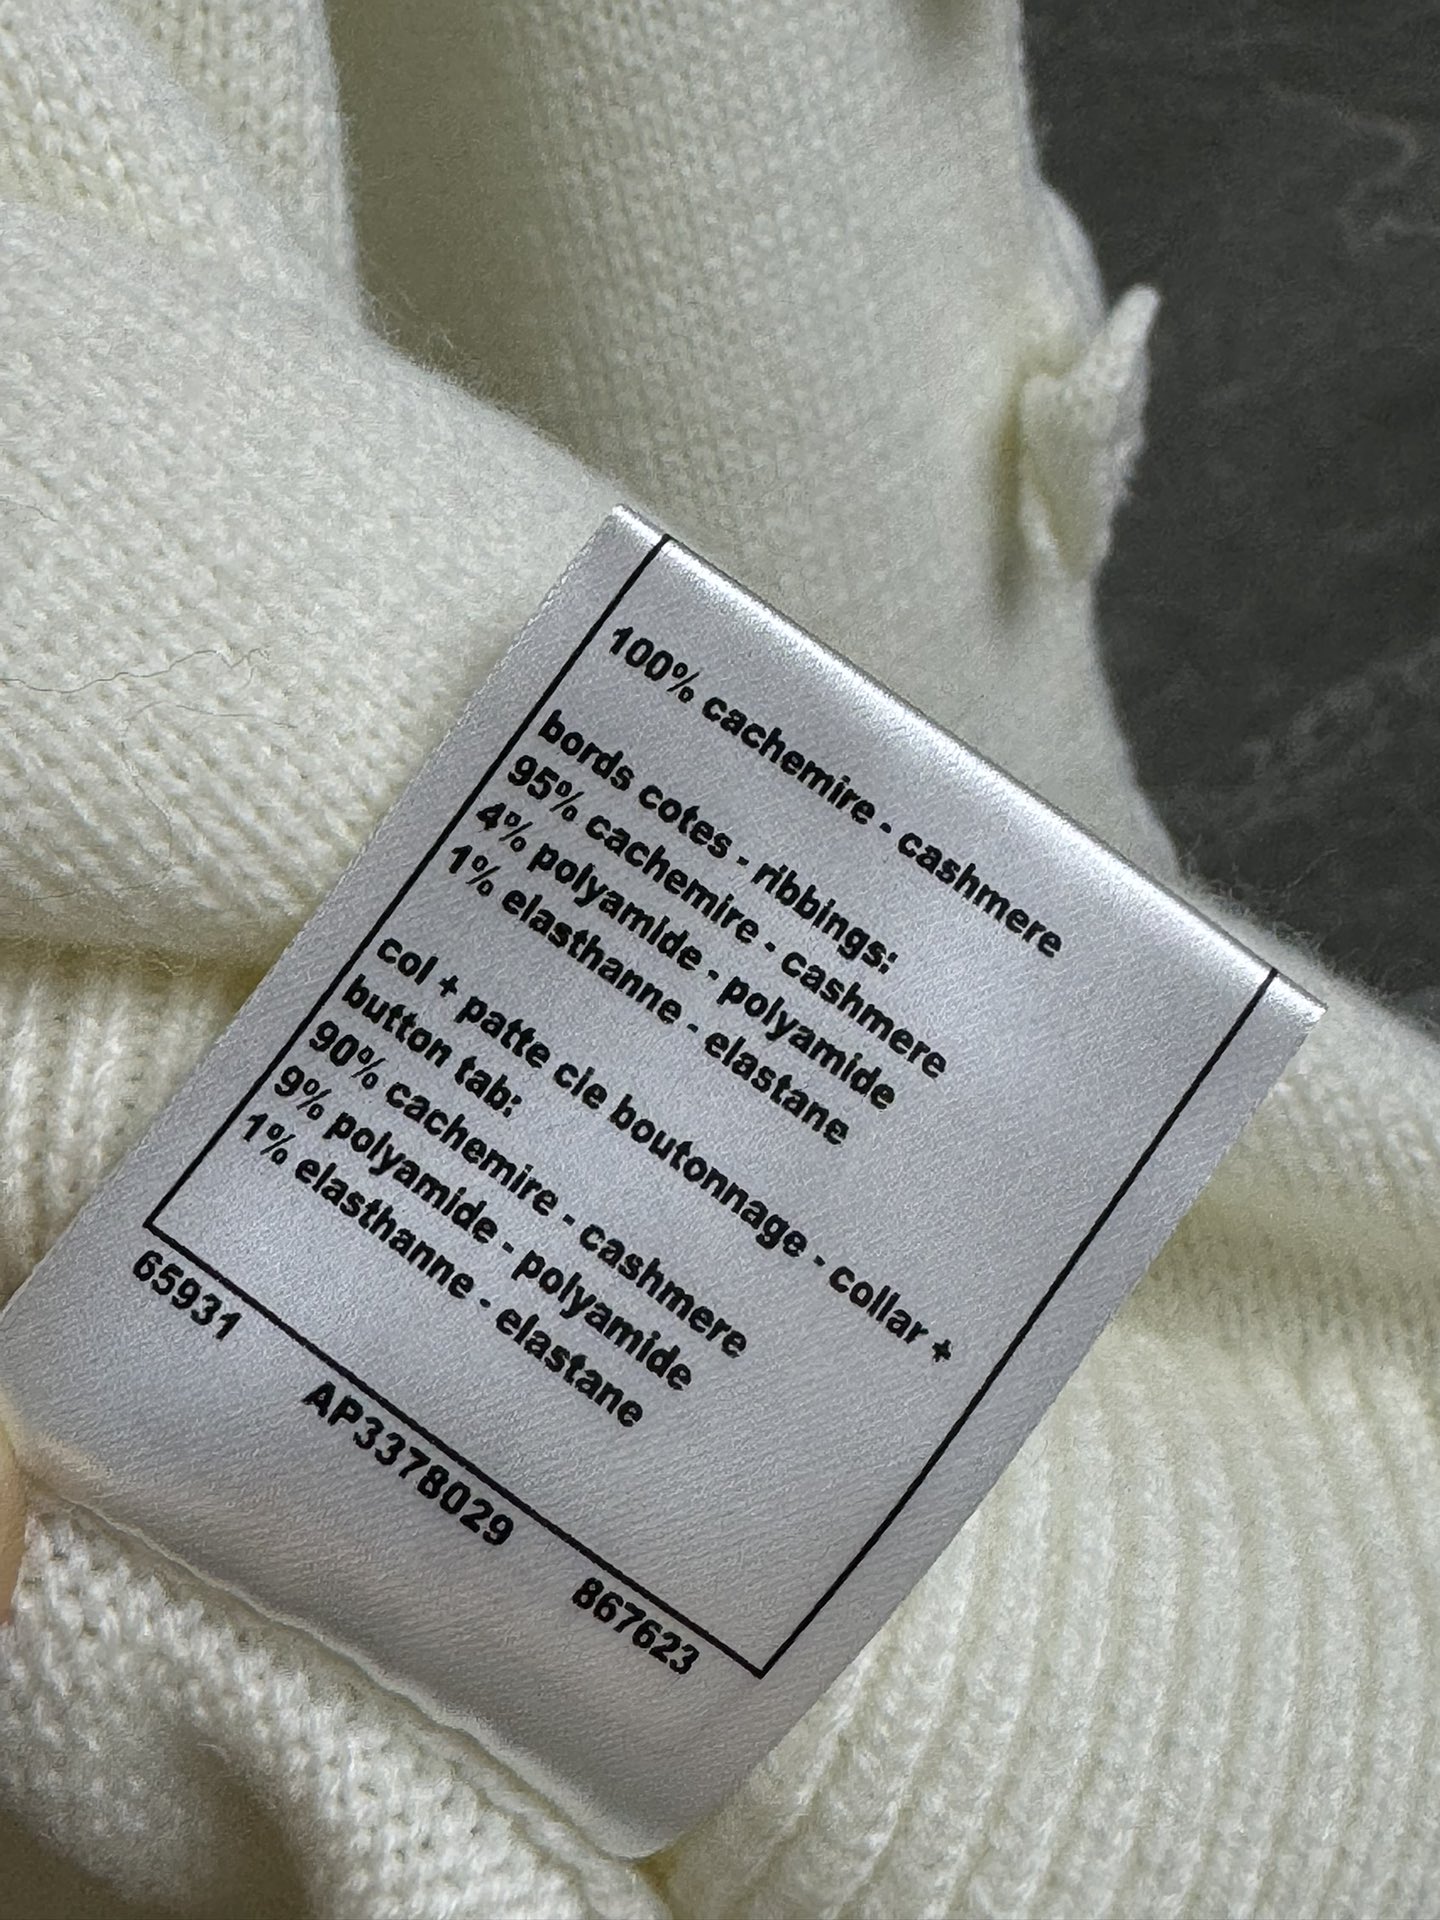 100% cachemire - cashmere
bords cotes - ribbings:
95% cachemire - cashmere
4% polyamide - polyamide
1% elasthanne - elastane
col + patte cie boutonnage - collar +
button tab:
90% cachemire - cashmere
9% polyamide - polyamide
1% elasthanne - elastane
65931 AP3378029 867623